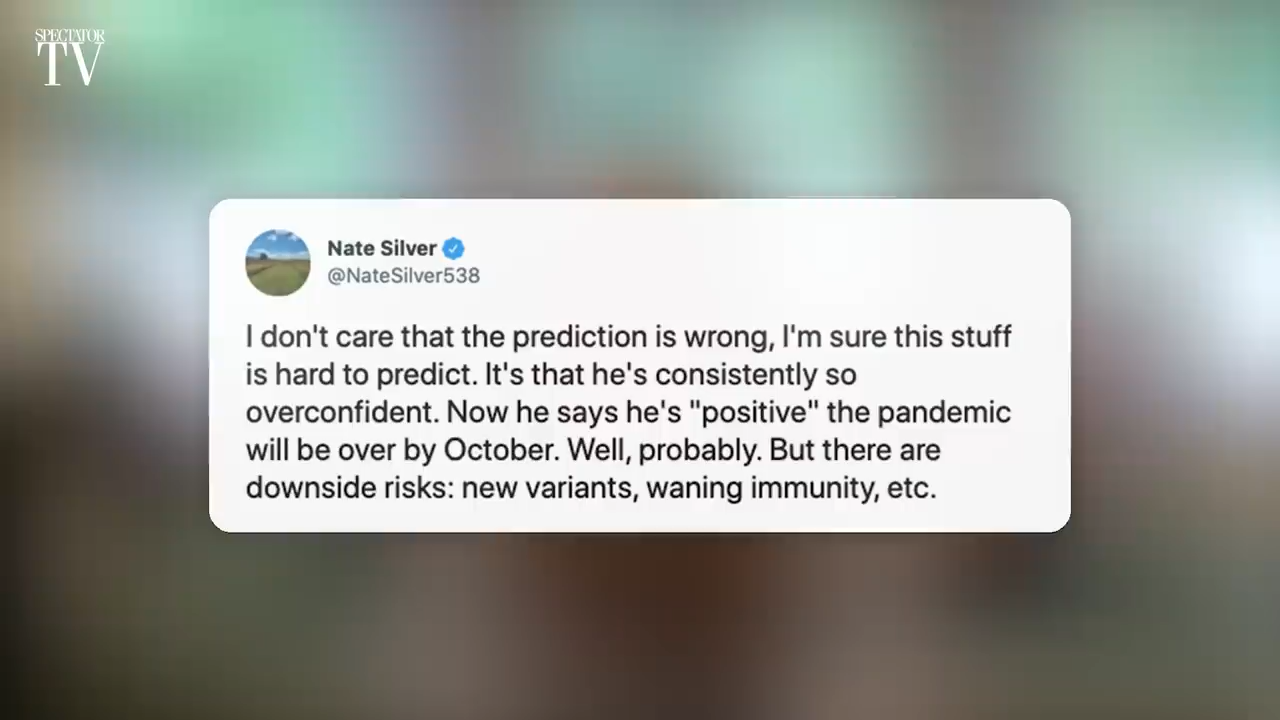 SPECTATOR
TV
Nate Silver
@NateSilver538
I don't care that the prediction is wrong, I'm sure this stuff
is hard to predict. It's that he's consistently so
overconfident. Now he says he's "positive" the pandemic
will be over by October. Well, probably. But there are
downside risks: new variants, waning immunity, etc.